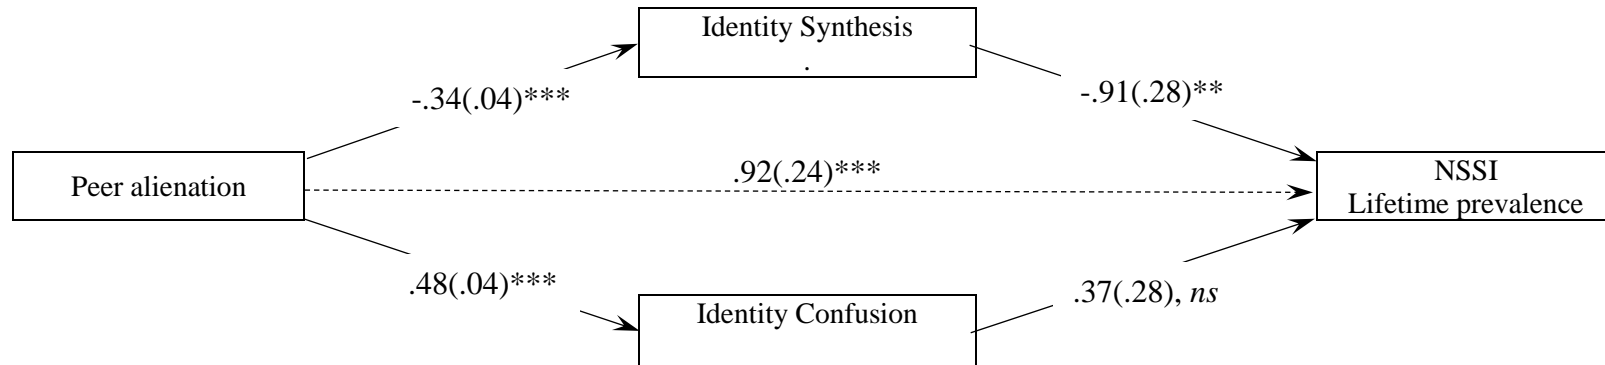 Identity Synthesis
.
-.34(.04)***
-.91(.28)**
Peer alienation
.92(.24)***
NSSI
Lifetime prevalence
.48(.04)***
.37(.28), ns
Identity Confusion